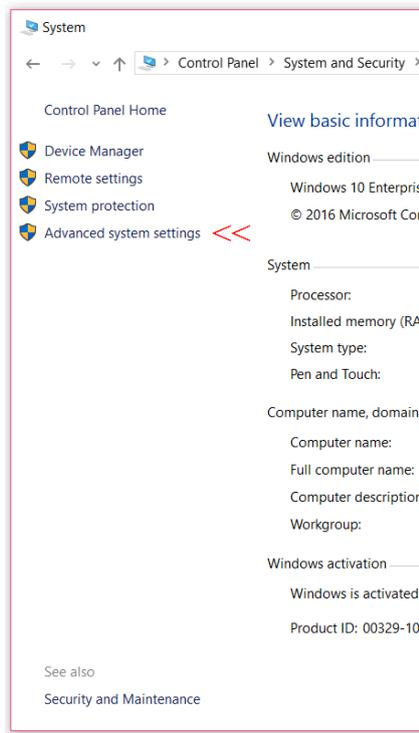 System
Control Panel > System and Security >
Control Panel Home
Device Manager
Remote settings
System protection
Advanced system settings <<
View basic informa
Windows edition
Windows 10 Enterpris
© 2016 Microsoft Co
System
Processor:
Installed memory (RA
System type:
Pen and Touch:
Computer name, domain
Computer name:
Full computer name:
Computer description
Workgroup:
Windows activation
Windows is activated
Product ID: 00329-10
See also
Security and Maintenance